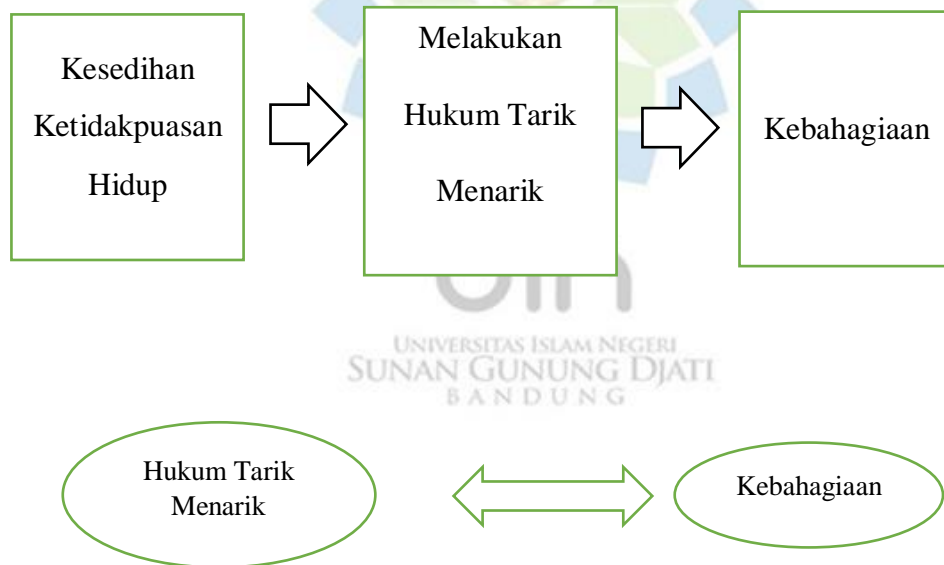 Kesedihan
Ketidakpuasan
Hidup
Melakukan
Hukum Tarik
Menarik
Kebahagiaan
uin
UNIVERSITAS ISLAM NEGERI
SUNAN GUNUNG DJATI
BANDUNG
Hukum Tarik
Menarik
Kebahagiaan